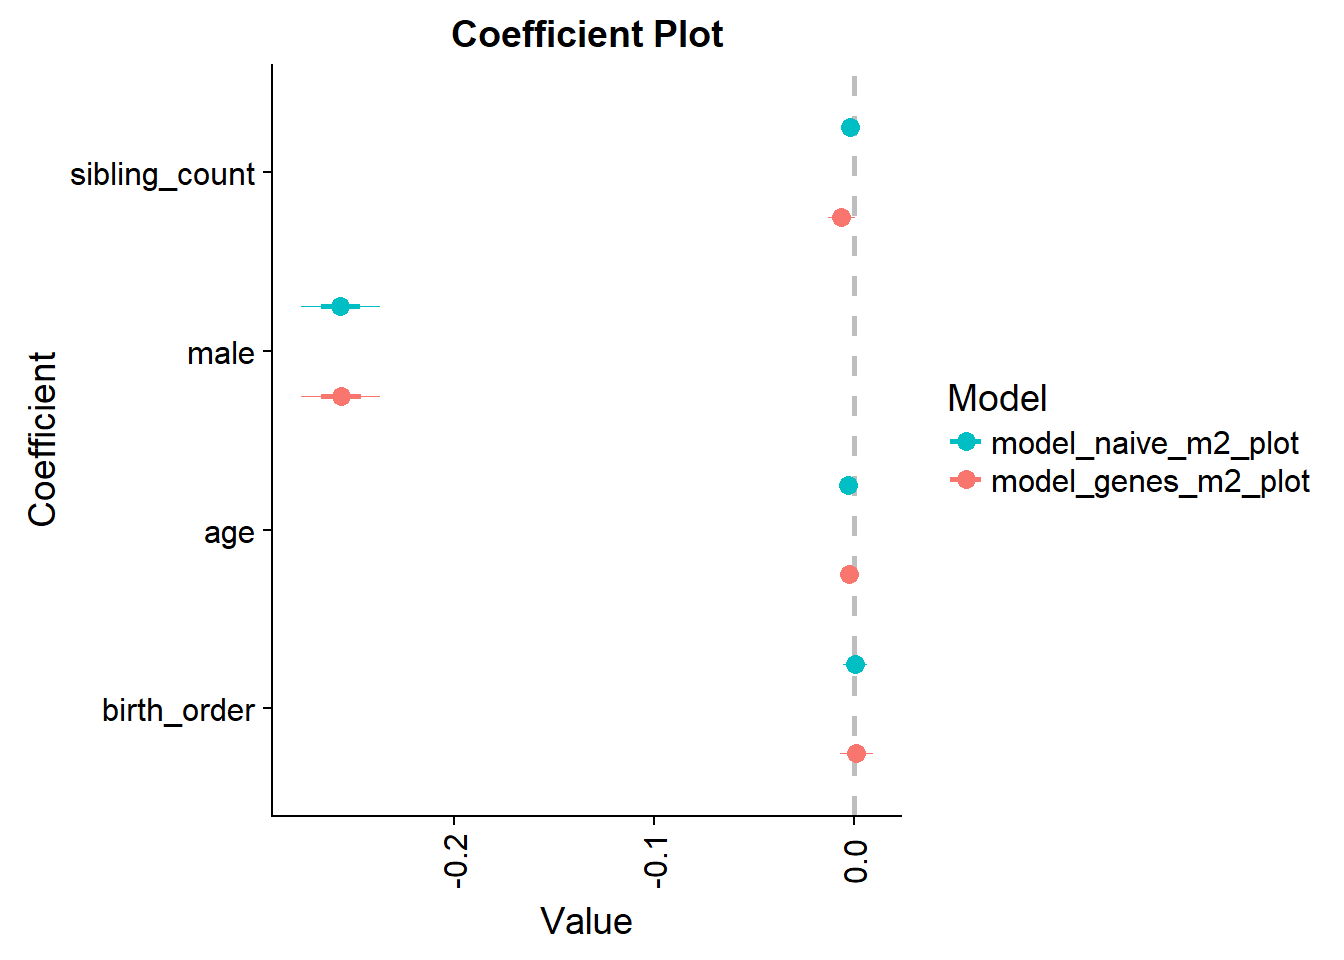 Coefficient Plot
Coefficient
sibling_count
male
age
birth_order
-0.2
-0.1
0.0
Value
Model
model_naive_m2_plot
model_genes_m2_plot